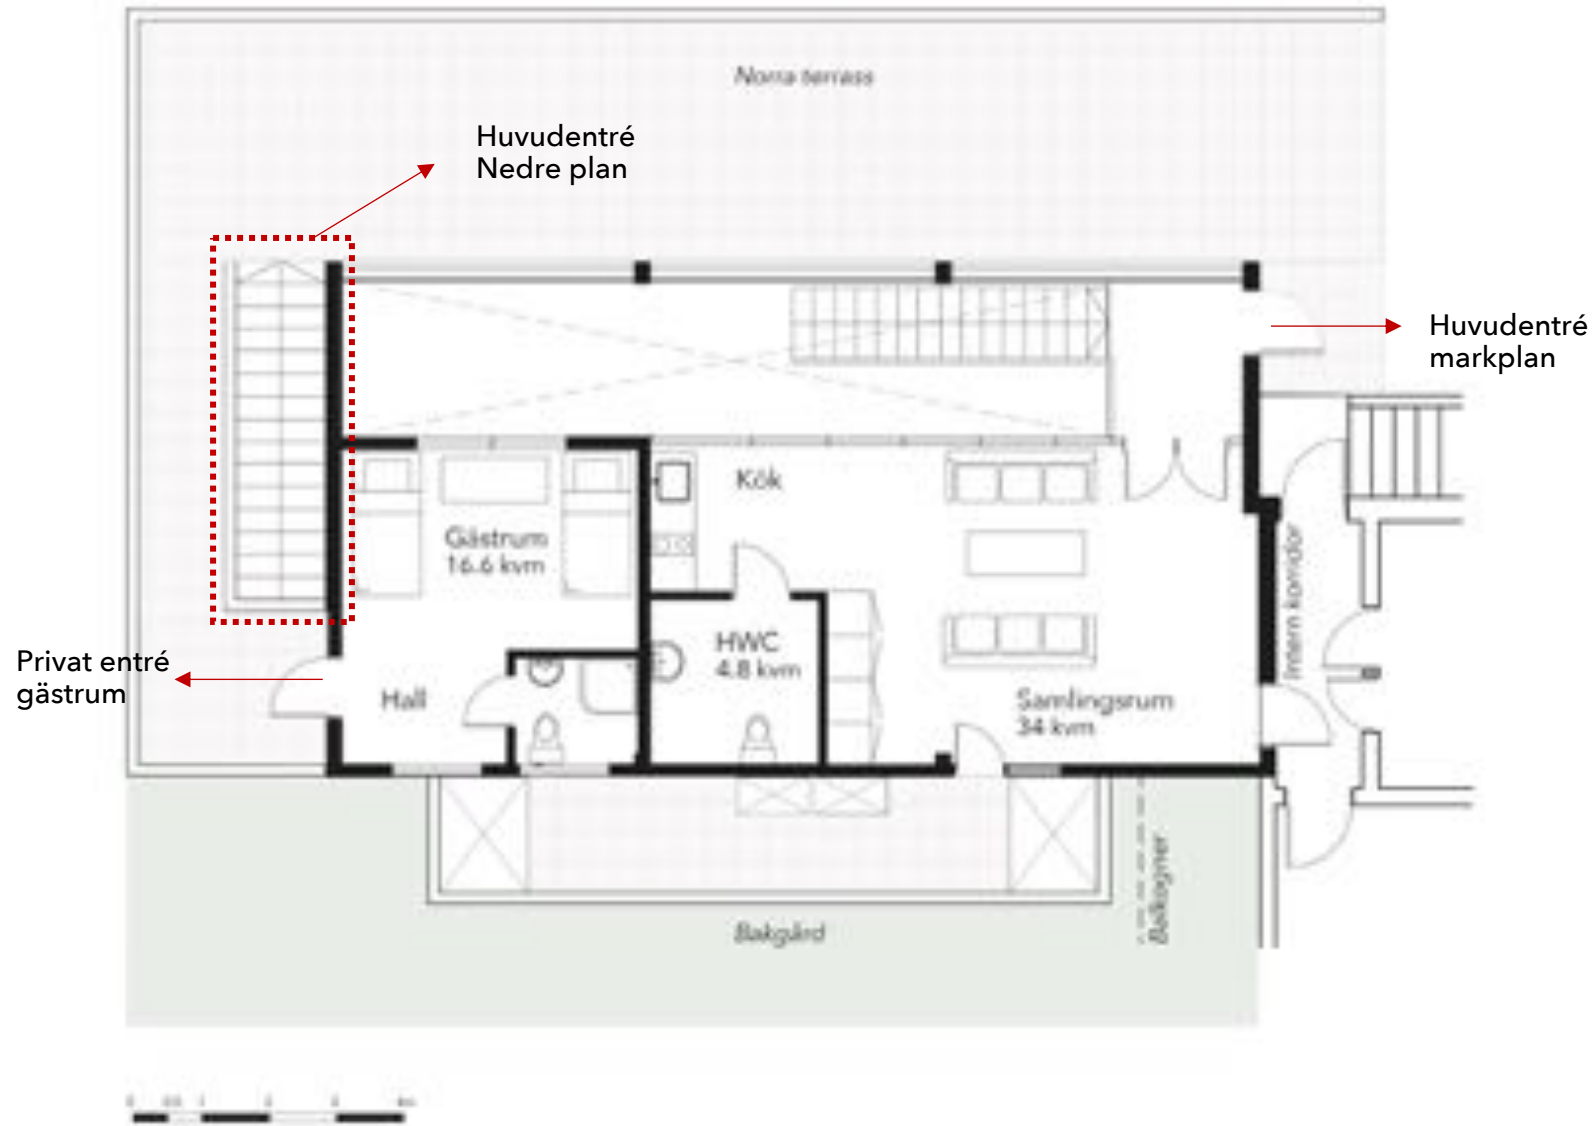 Norra terrass
Huvudentré
Nedre plan
Huvudentré
markplan
Kök
Gästrum
16.6 kvm
Intern korridor
HWC
4.8 kvm
Privat entré
gästrum
Hall
Samlingsrum
34 kvm
Balkogner
Bakgård